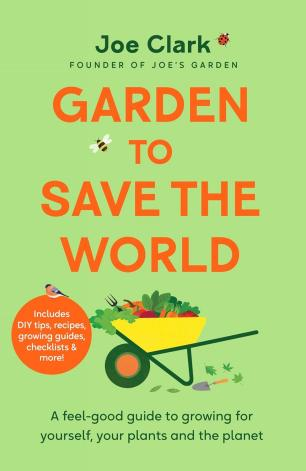 Joe Clark
FOUNDER OF JOE'S GARDEN
GARDEN
TO
SAVE THE
WORLD
Includes
DIY tips, recipes,
growing guides,
checklists &
more!
A feel-good guide to growing for
yourself, your plants and the planet